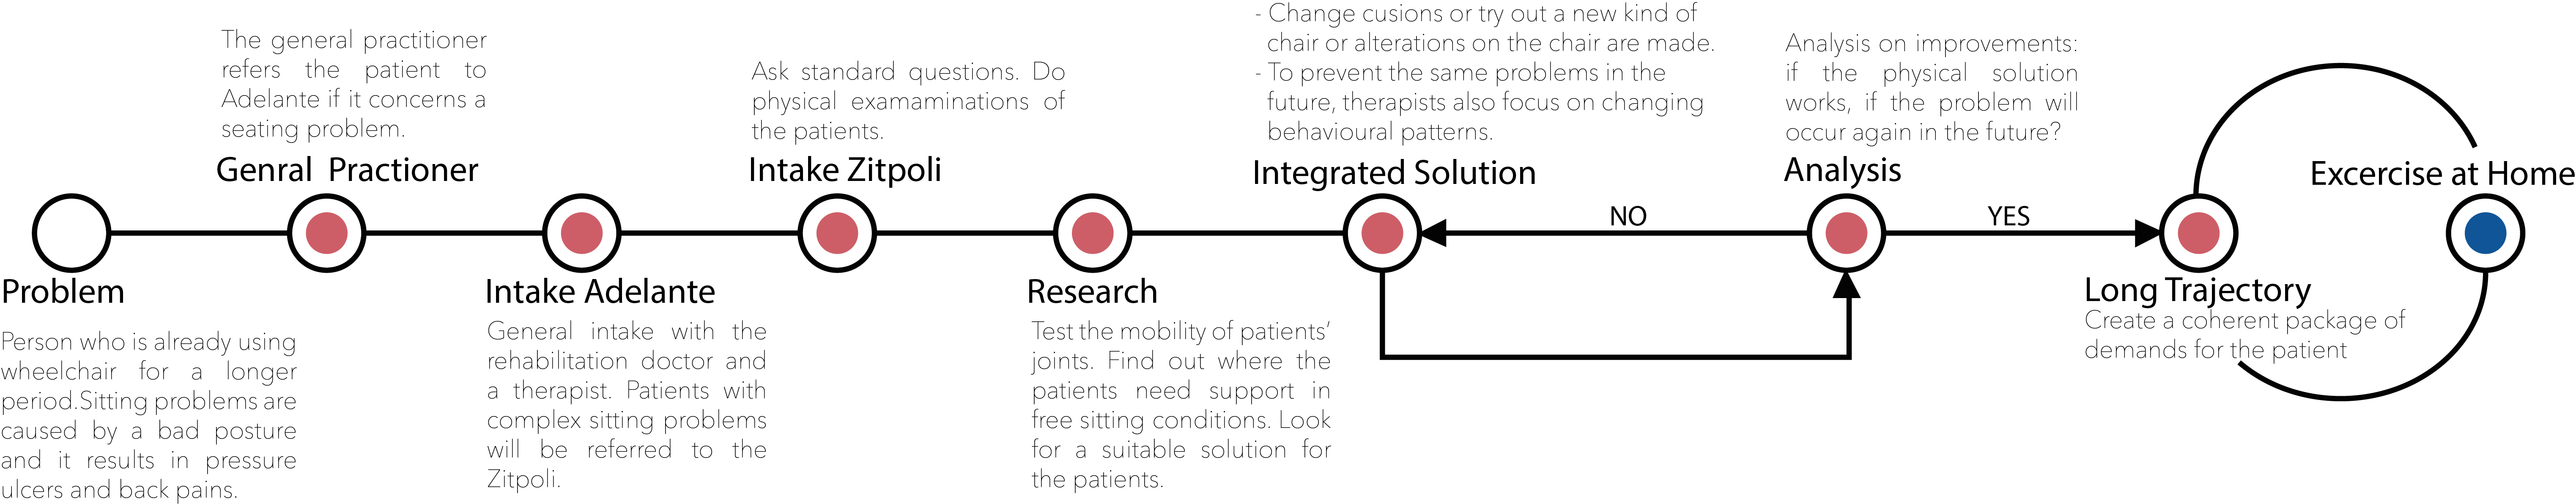 Problem
Person who is already using
wheelchair for a longer
period.Sitting problems are
caused by a bad posture
and it results in pressure
ulcers and back pains.
The general practitioner
refers the patient to
Adelante if it concerns a
seating problem.
Genral Practioner
Intake Adelante
General intake with the
rehabilitation doctor and
a therapist. Patients with
complex sitting problems
will be referred to the
Zitpoli.
Ask standard questions. Do
physical examaminations of
the patients.
Intake Zitpoli
Research
Test the mobility of patients’
joints. Find out where the
patients need support in
free sitting conditions. Look
for a suitable solution for
the patients.
- Change cusions or try out a new kind of
chair or alterations on the chair are made.
- To prevent the same problems in the
future, therapists also focus on changing
behavioural patterns.
Integrated Solution
NO
Analysis on improvements:
if the physical solution
works, if the problem will
occur again in the future?
Analysis
YES
Long Trajectory
Create a coherent package of
demands for the patient
Excercise at Home